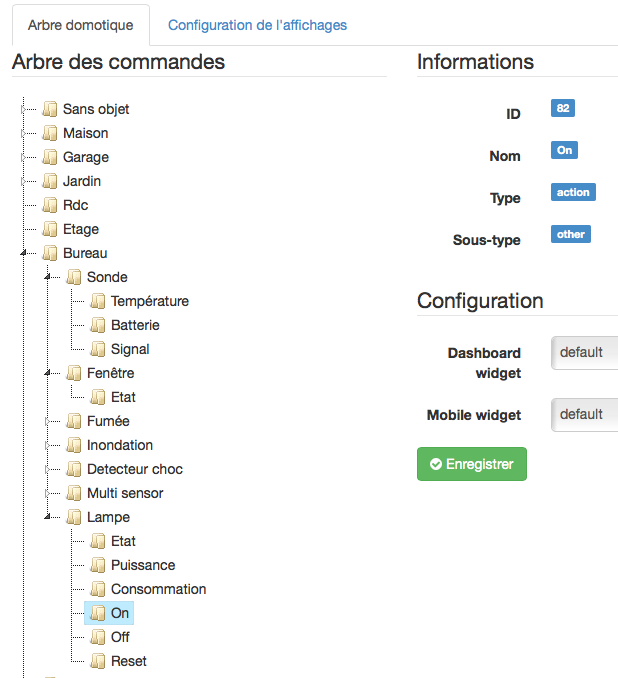 Arbre domotique
Configuration de l'affichages
Arbre des commandes
Sans objet
Maison
Garage
Jardin
Rdc
Etage
Bureau
Sonde
Température
Batterie
Signal
Fenêtre
Etat
Fumée
Inondation
Detecteur choc
Multi sensor
Lampe
Etat
Puissance
Consommation
On
Off
Reset
Informations
ID 82
Nom On
Type action
Sous-type other
Configuration
Dashboard
widget
default
Mobile widget default
Enregistrer